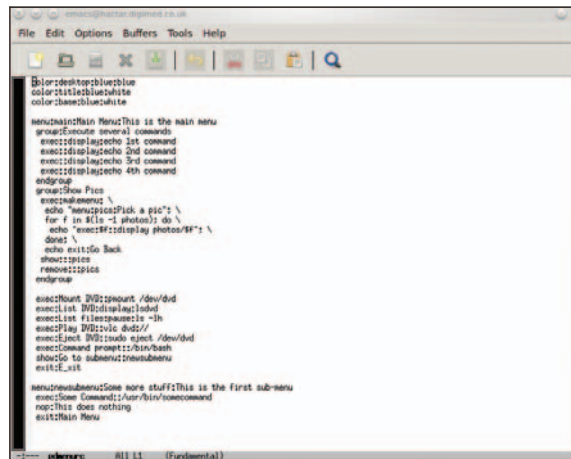 emacs@hactar.digimed.co.uk
File Edit Options Buffers Tools Help
color:desktop:blue:blue
color:title:blue:white
color:base:blue:white
menu:main:Main Menu:This is the main menu
group:Execute several commands
exec::display:echo 1st command
exec::display:echo 2nd command
exec::display:echo 3rd command
exec::display:echo 4th command
endgroup
group:Show Pics
exec:makemenu: \
echo "menu:pics:Pick a pic"; \
for f in $(ls -1 photos); do \
echo "exec:$f::display photos/$f"; \
done; \
echo exit:Go Back
show:::pics
remove:::pics
endgroup
exec:Mount DVD::pmount /dev/dvd
exec:List DVD:display:lsdvd
exec:List files:pause:ls -lh
exec:Play DVD::vlc dvd://
exec:Eject DVD::sudo eject /dev/dvd
exec:Command prompt::/bin/bash
show:Go to submenu::newsubmenu
exit:E_xit
menu:newsubmenu:Some more stuff:This is the first sub-menu
exec:Some Command::/usr/bin/somecommand
nop:This does nothing
exit:Main Menu
-:--- pdmenurc All L1 (Fundamental)